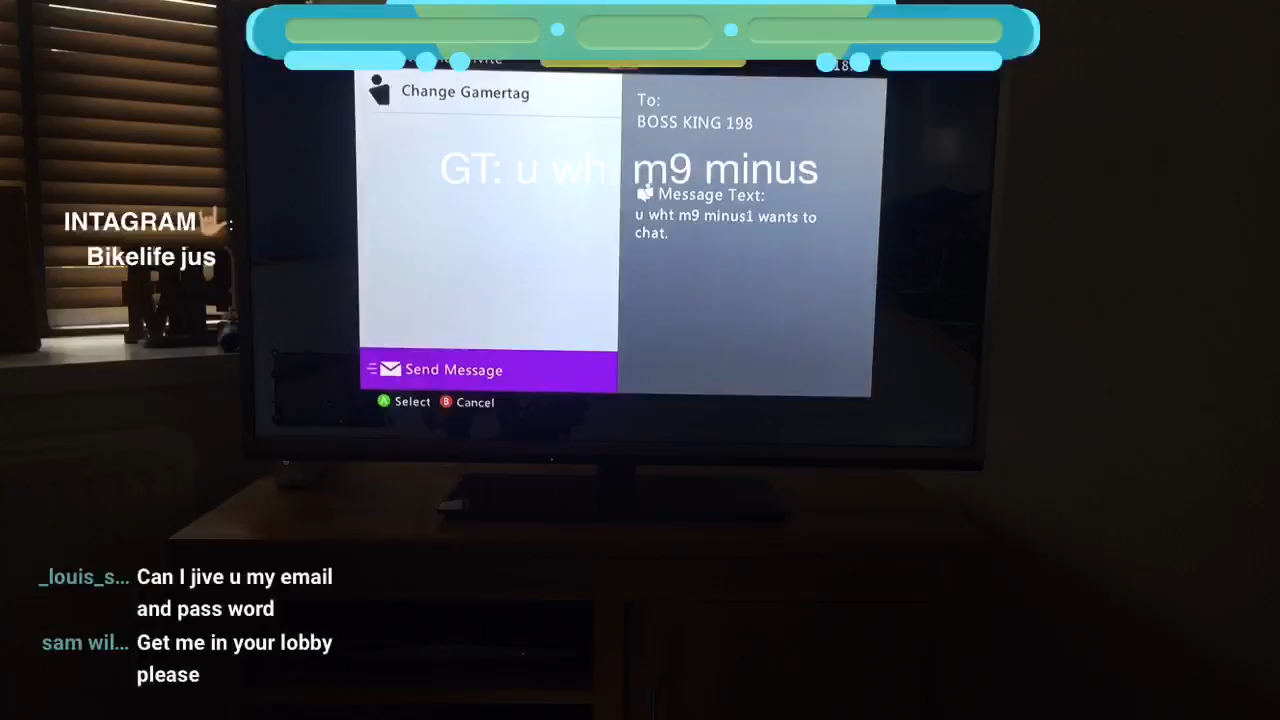 Change Gamertag
To:
BOSS KING 198
GT: u wh m9 minus
Message Text:
u wht m9 minus1 wants to
chat.
INTAGRAM🤟🏼:
Bikelife jus
Send Message
A Select B Cancel
_louis_s... Can I jive u my email
and pass word
sam wil... Get me in your lobby
please